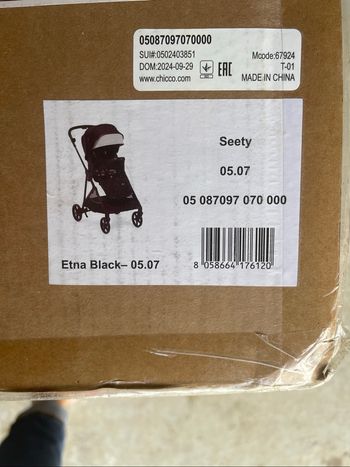 05087097070000
SUI#:0502403851
Mcode:67924
DOM:2024-09-29
T-01
EAC
www.chicco.com
MADE IN CHINA
Seety
05.07
05 087097 070 000
Etna Black– 05.07
8 058664 176120